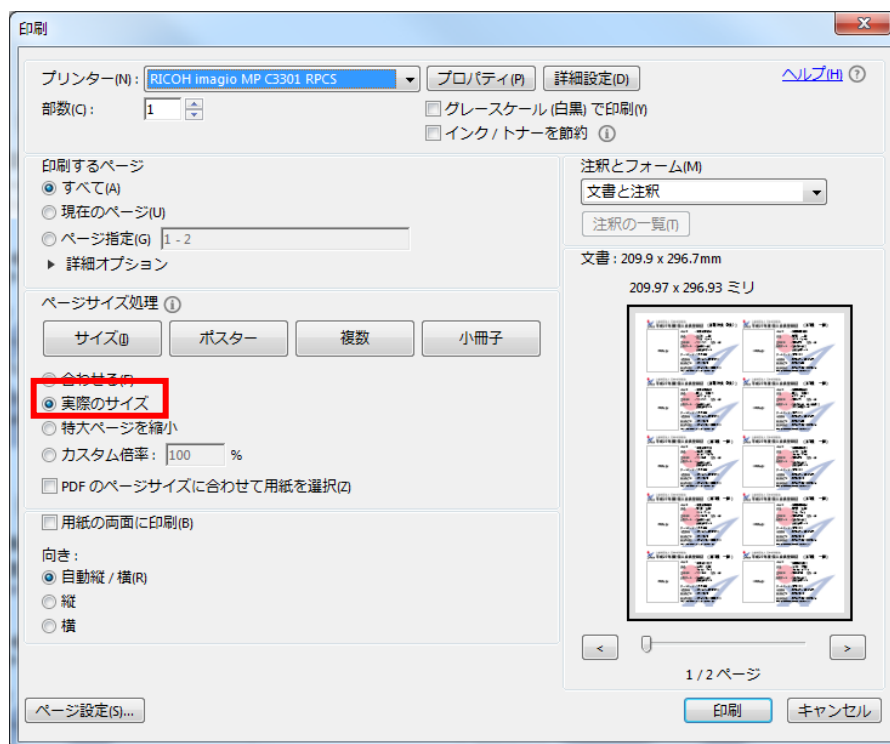 印刷
プリンター(N): RICOH imagio MP C3301 RPCS プロパティ(P) 詳細設定(D) ヘルプ(H)
部数(C): 1 グレースケール (白黒) で印刷(Y)
インク / トナーを節約
印刷するページ
すべて(A)
現在のページ(U)
ページ指定(G) 1 - 2
詳細オプション
注釈とフォーム(M)
文書と注釈
注釈の一覧(T)
ページサイズ処理
サイズ(I) ポスター 複数 小冊子
合わせる(F)
実際のサイズ
特大ページを縮小
カスタム倍率: 100 %
PDF のページサイズに合わせて用紙を選択(Z)
用紙の両面に印刷(B)
向き:
自動縦 / 横(R)
縦
横
文書: 209.9 x 296.7mm
209.97 x 296.93 ミリ
< >
1 / 2 ページ
ページ設定(S)... 印刷 キャンセル